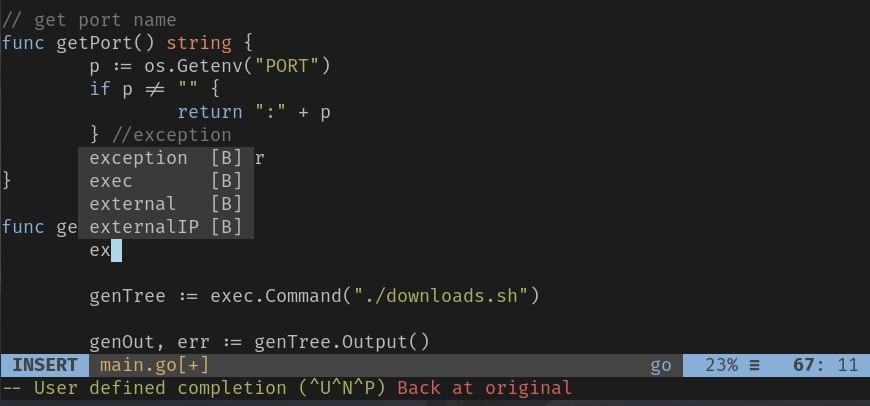 // get port name
func getPort() string {
p := os.Getenv("PORT")
if p ≠ "" {
return ":" + p
} //exception
exception [B] r
} exec [B]
external [B]
func ge externalIP [B]
ex
genTree := exec.Command("./downloads.sh")
genOut, err := genTree.Output()
INSERT main.go[+] go 23% ≡ 67: 11
-- User defined completion (^U^N^P) Back at original